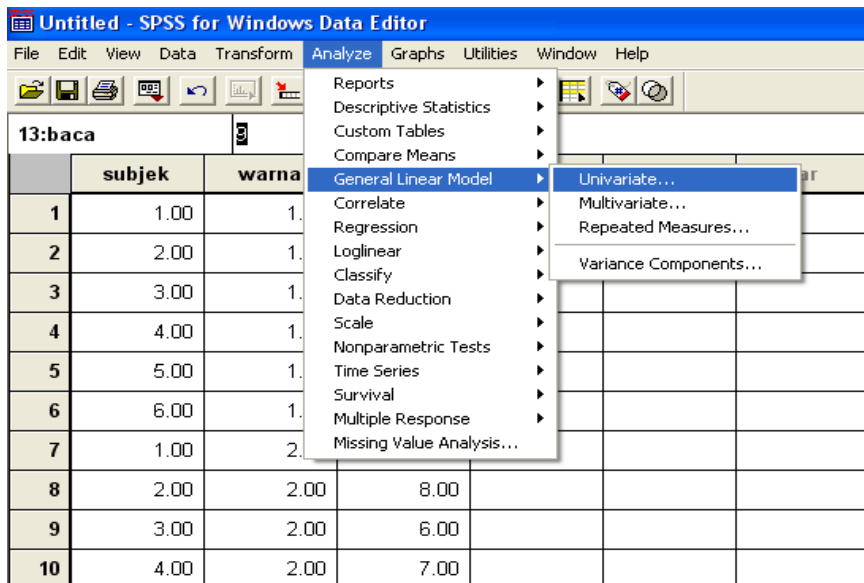 Untitled - SPSS for Windows Data Editor
File Edit View Data Transform Analyze Graphs Utilities Window Help
13:baca 3
subjek warna
1 1.00 1.
2 2.00 1.
3 3.00 1.
4 4.00 1.
5 5.00 1.
6 6.00 1.
7 1.00 2.
8 2.00 2.00 8.00
9 3.00 2.00 6.00
10 4.00 2.00 7.00
Reports
Descriptive Statistics
Custom Tables
Compare Means
General Linear Model
Correlate
Regression
Loglinear
Classify
Data Reduction
Scale
Nonparametric Tests
Time Series
Survival
Multiple Response
Missing Value Analysis...
Univariate...
Multivariate...
Repeated Measures...
Variance Components...